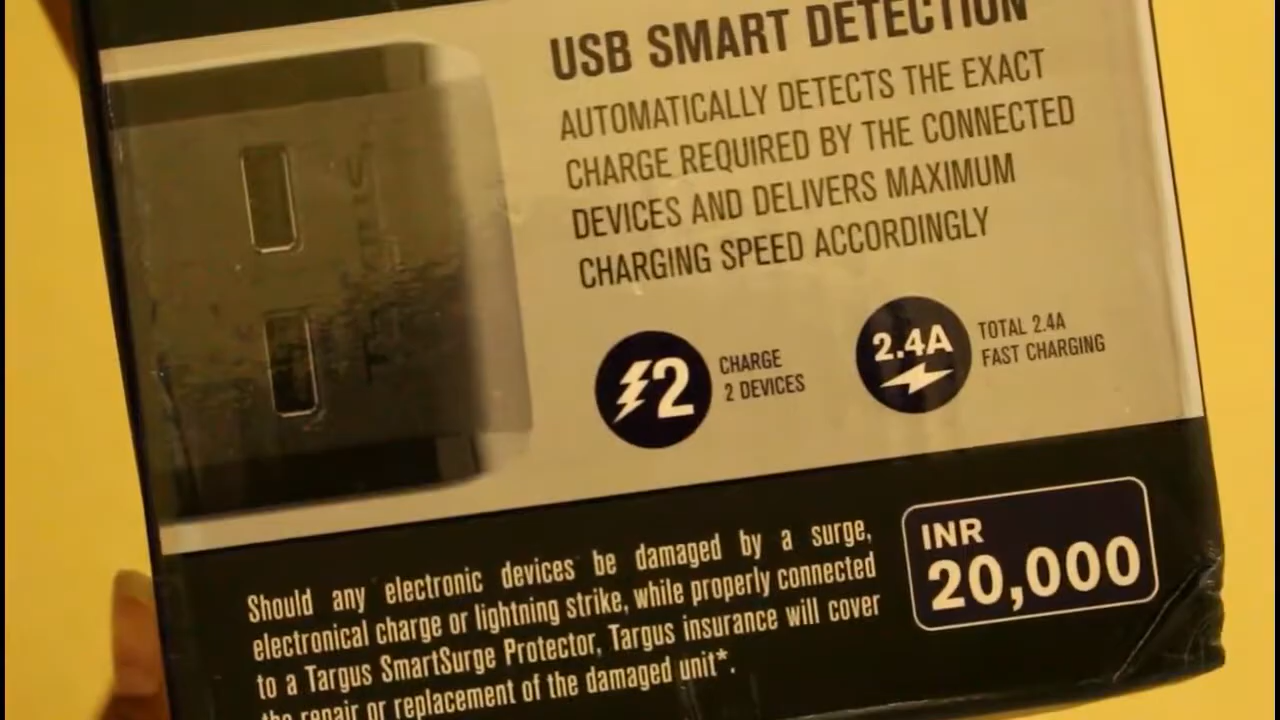 USB SMART DETECTION
AUTOMATICALLY DETECTS THE EXACT
CHARGE REQUIRED BY THE CONNECTED
DEVICES AND DELIVERS MAXIMUM
CHARGING SPEED ACCORDINGLY
2
CHARGE
2 DEVICES
2.4A
TOTAL 2.4A
FAST CHARGING
Should any electronic devices be damaged by a surge,
electronical charge or lightning strike, while properly connected
to a Targus SmartSurge Protector, Targus insurance will cover
the repair or replacement of the damaged unit*.
INR
20,000